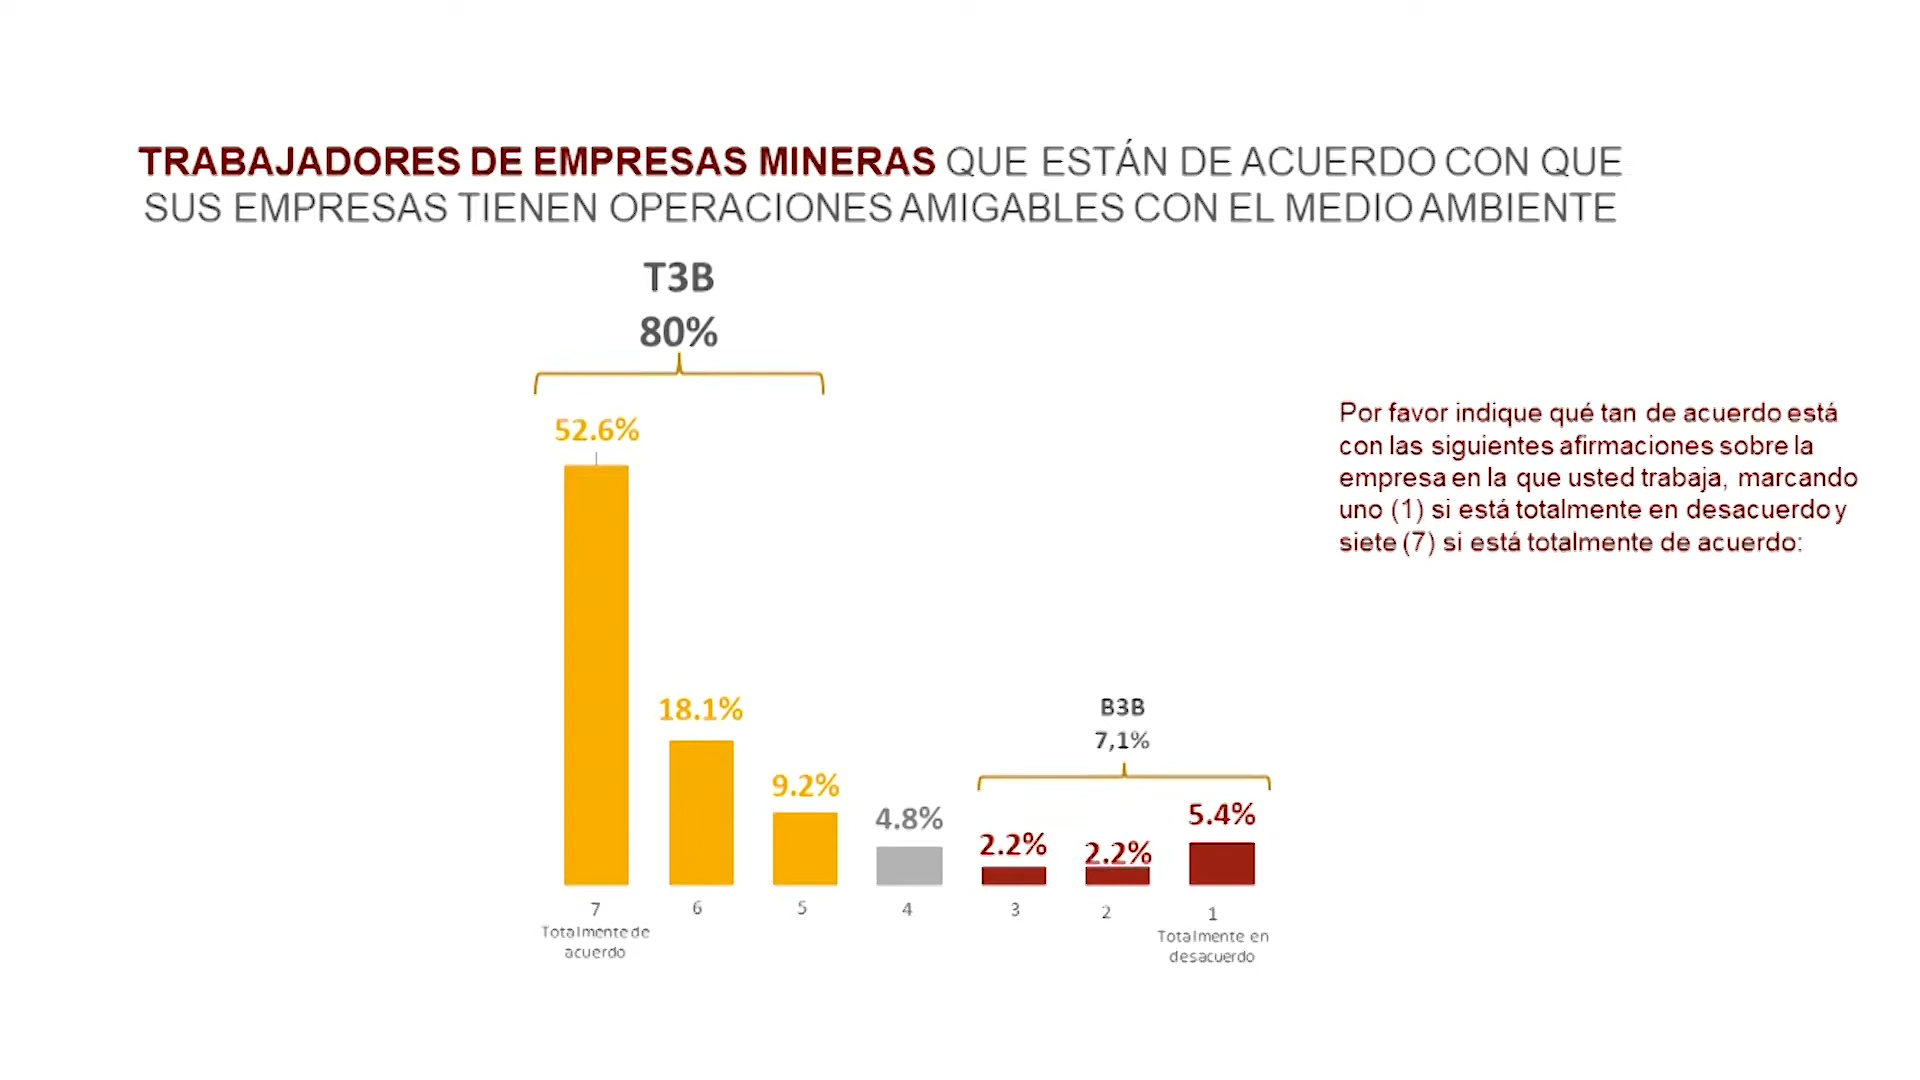 TRABAJADORES DE EMPRESAS MINERAS QUE ESTÁN DE ACUERDO CON QUE
SUS EMPRESAS TIENEN OPERACIONES AMIGABLES CON EL MEDIO AMBIENTE
T3B
80%
52.6%
18.1%
9.2%
4.8%
B3B
7,1%
2.2%
2.2%
5.4%
7
Totalmente de
acuerdo
6
5
4
3
2
1
Totalmente en
desacuerdo
Por favor indique qué tan de acuerdo está
con las siguientes afirmaciones sobre la
empresa en la que usted trabaja, marcando
uno (1) si está totalmente en desacuerdo y
siete (7) si está totalmente de acuerdo: